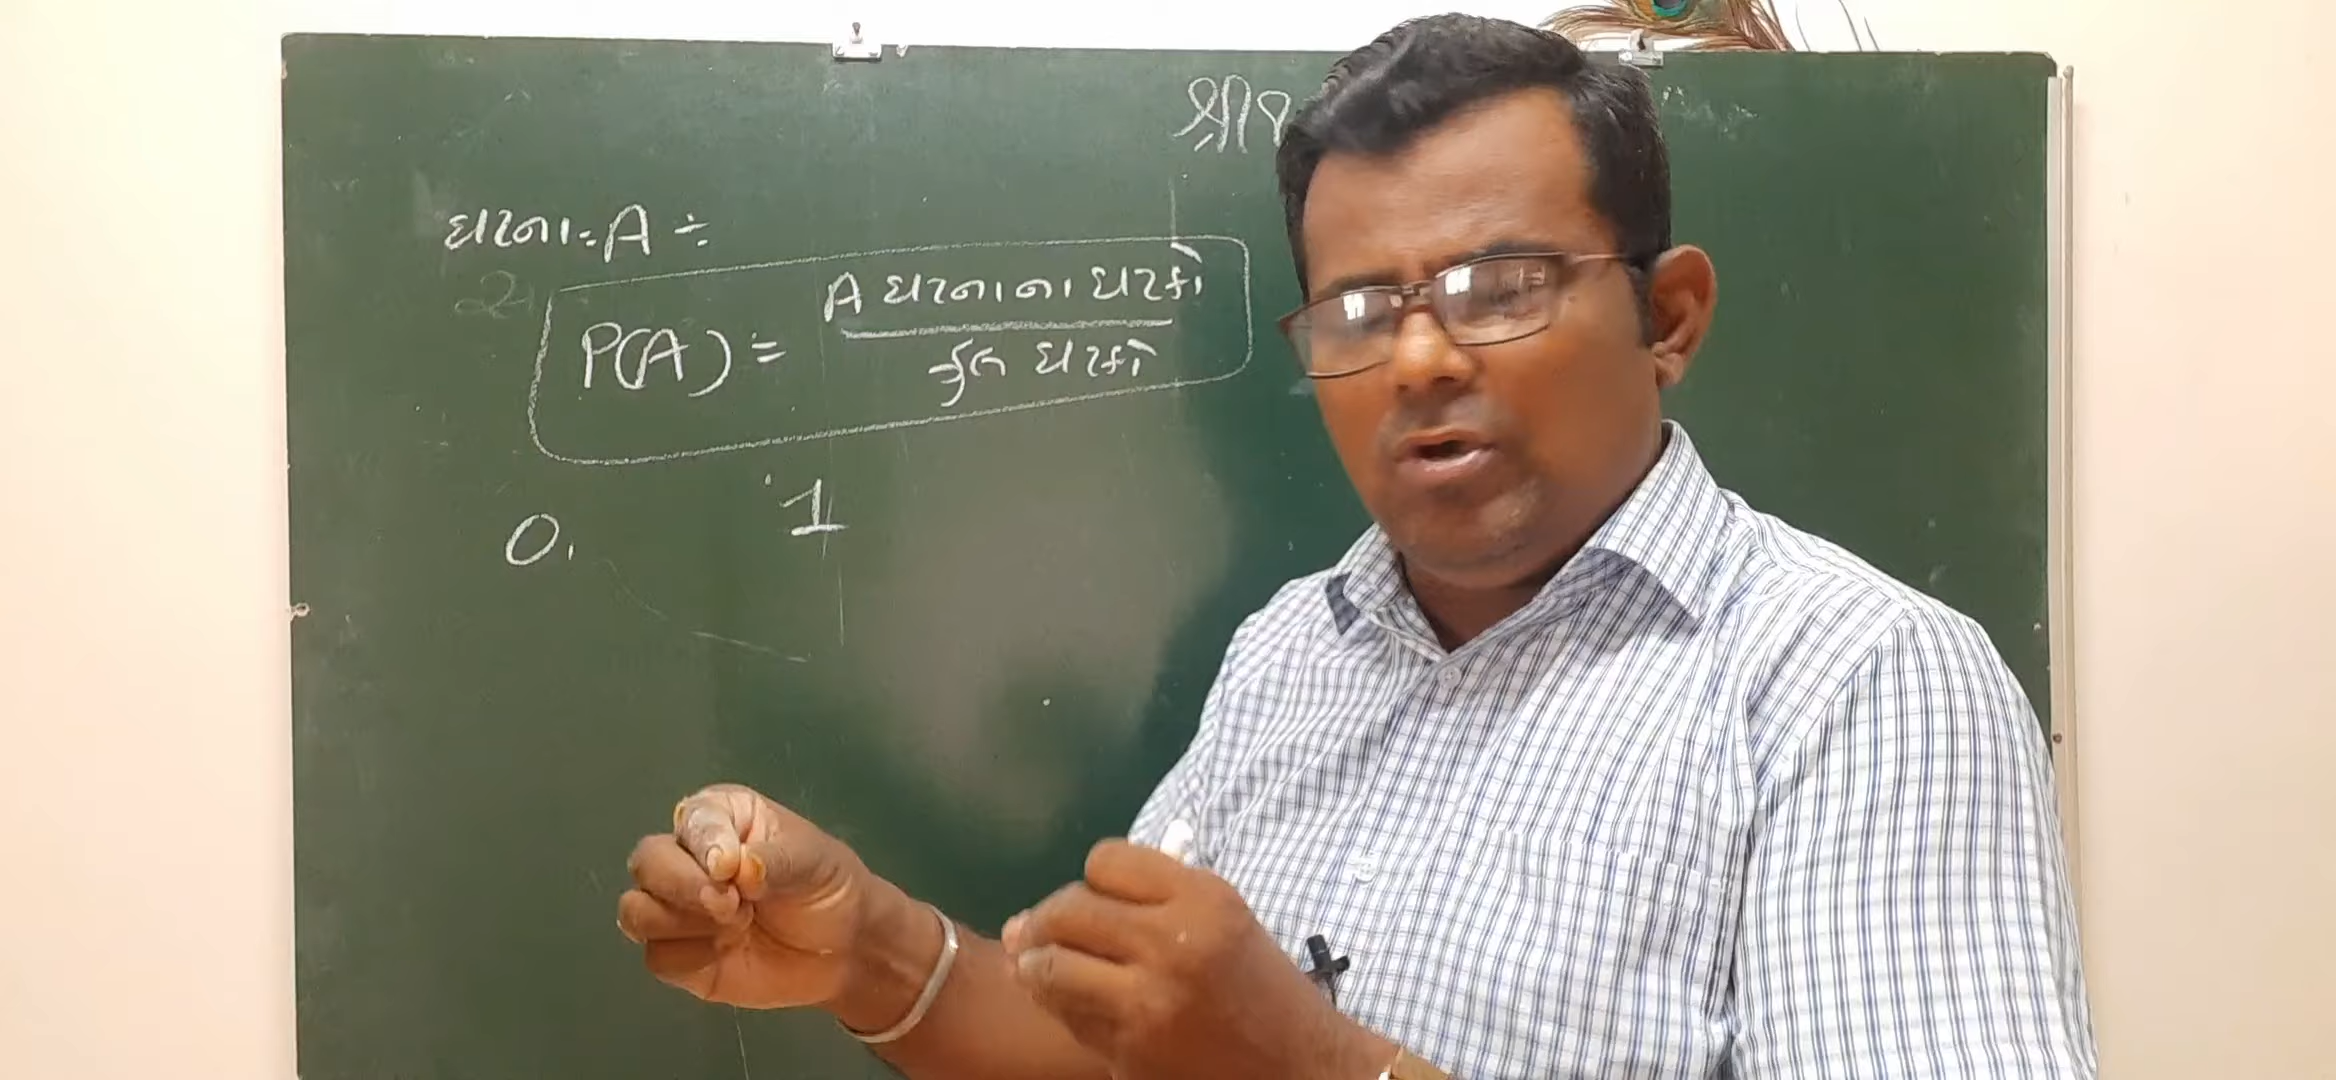 ઘટના:- A ÷
P(A) = A ઘટનાના ઘટકો / કુલ ઘટકો
0, 1